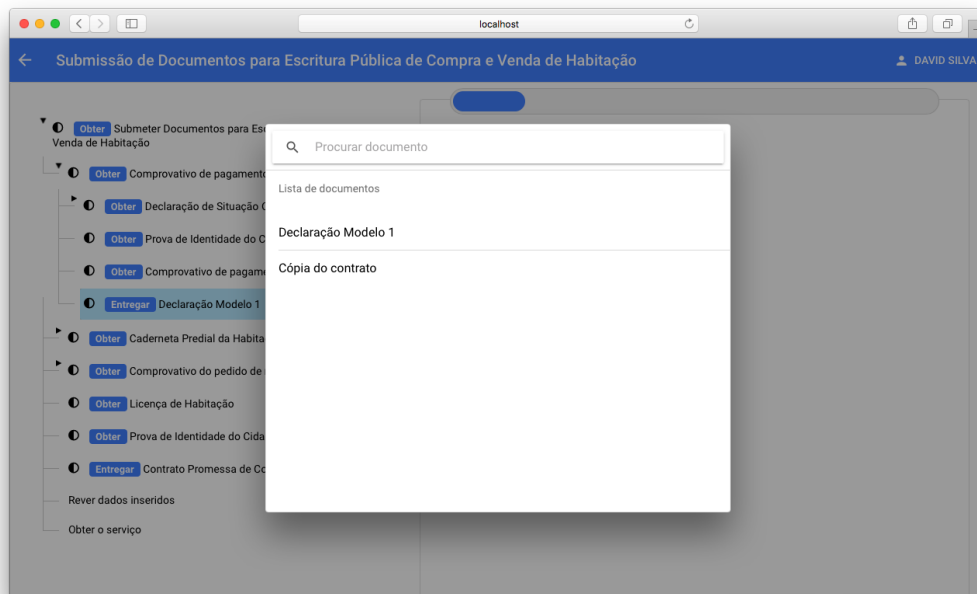 localhost
Submissão de Documentos para Escritura Pública de Compra e Venda de Habitação
DAVID SILVA
Obter Submeter Documentos para Es
Venda de Habitação
Obter Comprovativo de pagamento
Obter Declaração de Situação
Obter Prova de Identidade do C
Obter Comprovativo de pagame
Entregar Declaração Modelo 1
Obter Caderneta Predial da Habita
Obter Comprovativo do pedido de
Obter Licença de Habitação
Obter Prova de Identidade do Cida
Entregar Contrato Promessa de Co
Rever dados inseridos
Obter o serviço
Procurar documento
Lista de documentos
Declaração Modelo 1
Cópia do contrato